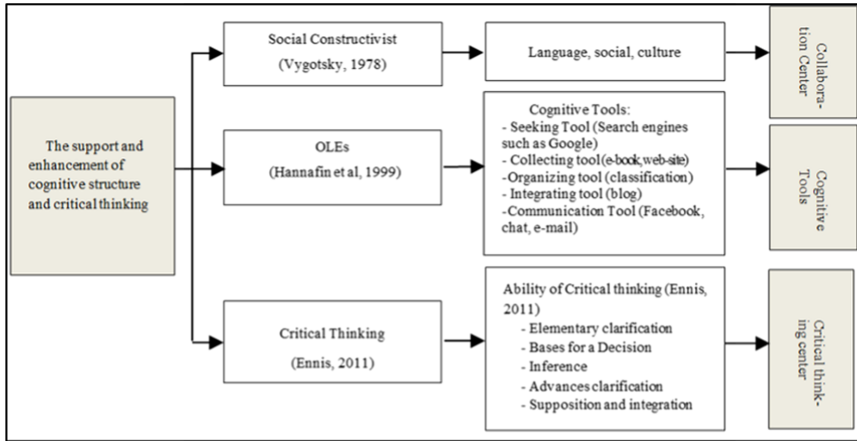 The support and
enhancement of
cognitive structure
and critical thinking
Social Constructivist
(Vygotsky, 1978)
Language, social, culture
Collabora-
tion Center
OLEs
(Hannafin et al, 1999)
Cognitive Tools:
- Seeking Tool (Search engines
such as Google)
- Collecting tool(e-book,web-site)
-Organizing tool (classification)
- Integrating tool (blog)
-Communication Tool (Facebook,
chat, e-mail)
Cognitive
Tools
Critical Thinking
(Ennis, 2011)
Ability of Critical thinking (Ennis,
2011)
- Elementary clarification
- Bases for a Decision
- Inference
- Advances clarification
- Supposition and integration
Critical think-
ing center